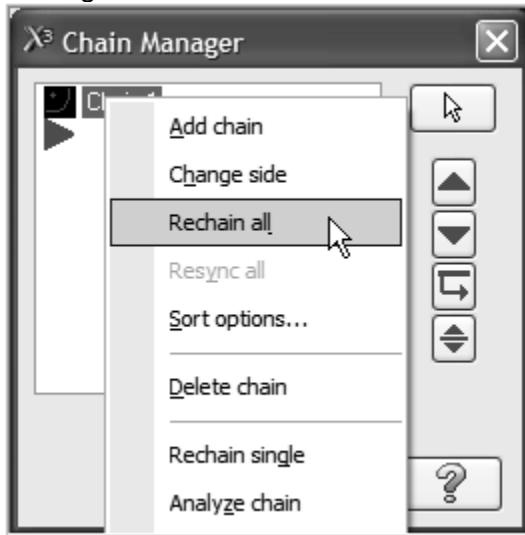 X³ Chain Manager
Add chain
Change side
Rechain all
Resync all
Sort options...
Delete chain
Rechain single
Analyze chain
?